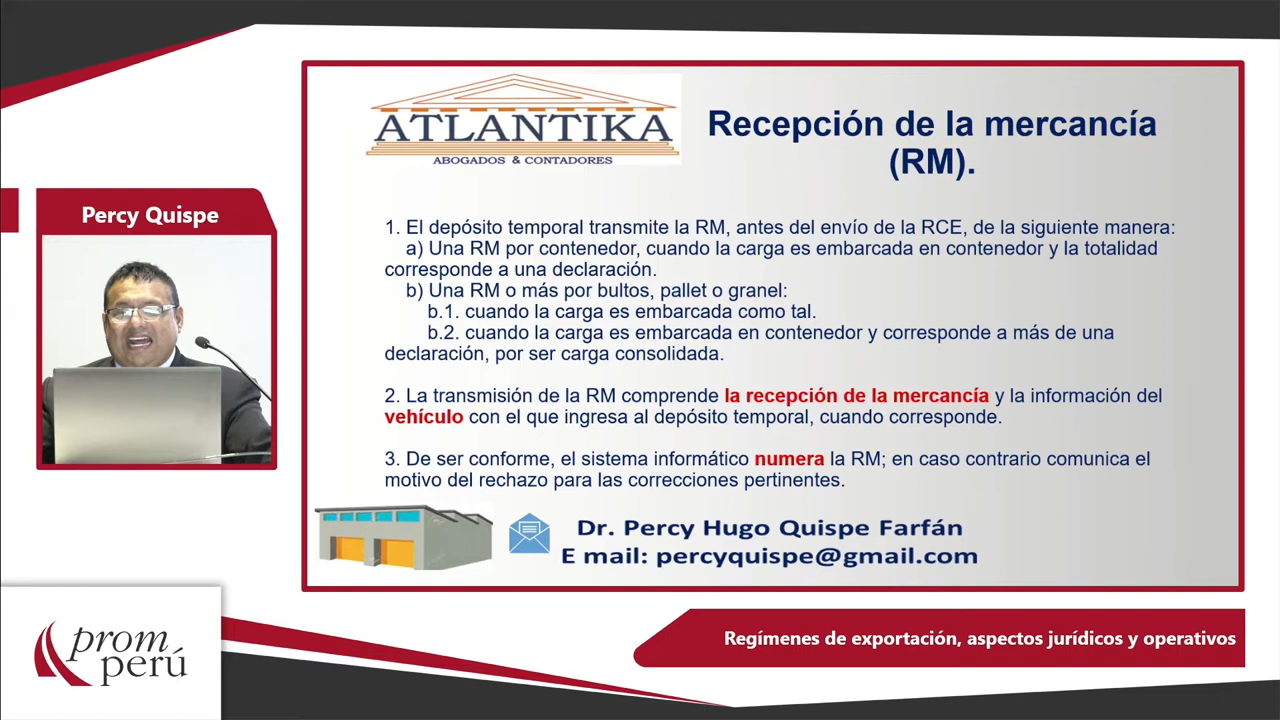 ATLANTIKA
ABOGADOS & CONTADORES
Recepción de la mercancía
(RM).
Percy Quispe
1. El depósito temporal transmite la RM, antes del envío de la RCE, de la siguiente manera:
a) Una RM por contenedor, cuando la carga es embarcada en contenedor y la totalidad
corresponde a una declaración.
b) Una RM o más por bultos, pallet o granel:
b.1. cuando la carga es embarcada como tal.
b.2. cuando la carga es embarcada en contenedor y corresponde a más de una
declaración, por ser carga consolidada.
2. La transmisión de la RM comprende la recepción de la mercancía y la información del
vehículo con el que ingresa al depósito temporal, cuando corresponde.
3. De ser conforme, el sistema informático numera la RM; en caso contrario comunica el
motivo del rechazo para las correcciones pertinentes.
Dr. Percy Hugo Quispe Farfán
E mail: percyquispe@gmail.com
prom
perú
Regímenes de exportación, aspectos jurídicos y operativos